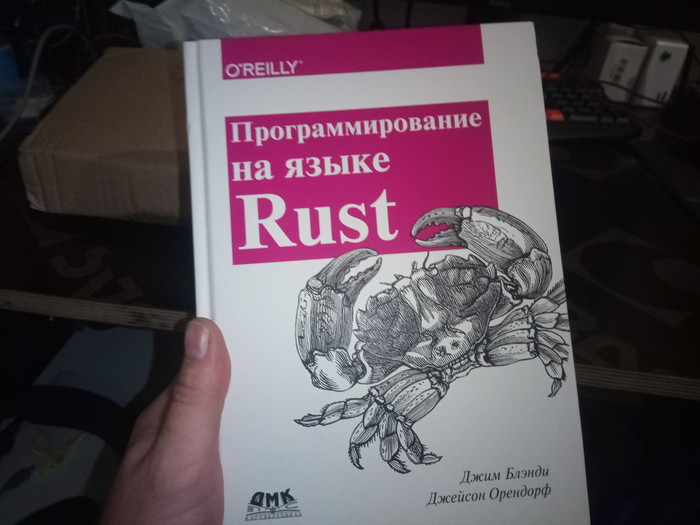 O'REILLY®
Программирование
на языке
Rust
Джим Блэнди
Джейсон Орендорф
ДМК